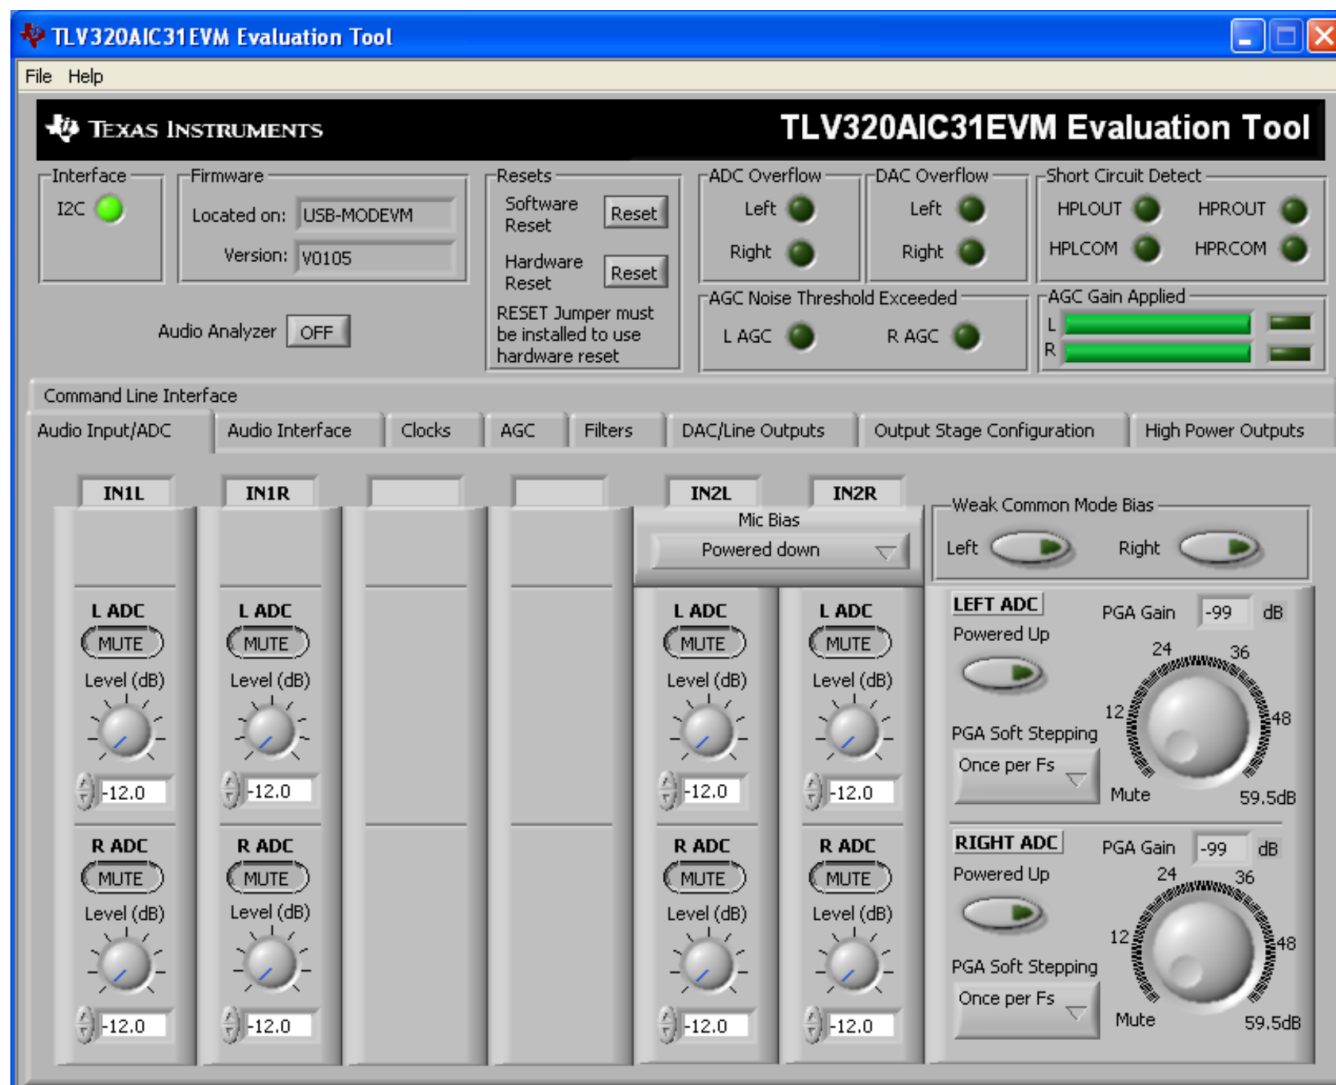 TLV320AIC31EVM Evaluation Tool
File Help
TEXAS INSTRUMENTS
TLV320AIC31EVM Evaluation Tool
Interface
I2C
Firmware
Located on: USB-MODEVM
Version: V0105
Audio Analyzer OFF
Resets
Software
Reset
Reset
Hardware
Reset
Reset
RESET Jumper must
be installed to use
hardware reset
ADC Overflow
Left
Right
DAC Overflow
Left
Right
Short Circuit Detect
HPLOUT HPROUT
HPLCOM HPRCOM
AGC Noise Threshold Exceeded
L AGC R AGC
AGC Gain Applied
L
R
Command Line Interface
Audio Input/ADC Audio Interface Clocks AGC Filters DAC/Line Outputs Output Stage Configuration High Power Outputs
IN1L
L ADC
MUTE
Level (dB)
-12.0
R ADC
MUTE
Level (dB)
-12.0
IN1R
L ADC
MUTE
Level (dB)
-12.0
R ADC
MUTE
Level (dB)
-12.0
IN2L IN2R
Mic Bias
Powered down
L ADC
MUTE
Level (dB)
-12.0
R ADC
MUTE
Level (dB)
-12.0
L ADC
MUTE
Level (dB)
-12.0
R ADC
MUTE
Level (dB)
-12.0
Weak Common Mode Bias
Left Right
LEFT ADC
Powered Up
PGA Soft Stepping
Once per Fs
PGA Gain -99 dB
24 36
12 48
Mute 59.5dB
RIGHT ADC
Powered Up
PGA Soft Stepping
Once per Fs
PGA Gain -99 dB
24 36
12 48
Mute 59.5dB